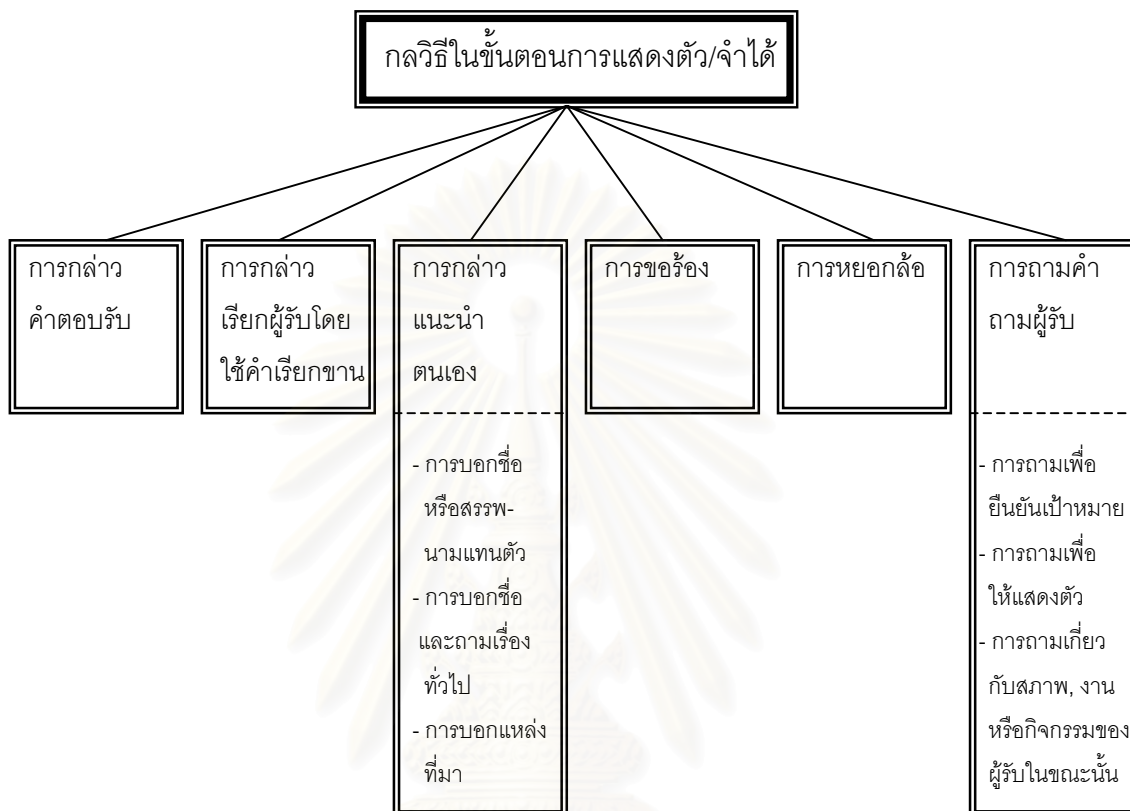 กลวิธีในขั้นตอนการแสดงตัว/จำได้
การกล่าว
คำตอบรับ
การกล่าว
เรียกผู้รับโดย
ใช้คำเรียกขาน
การกล่าว
แนะนำ
ตนเอง
- การบอกชื่อ
หรือสรรพ-
นามแทนตัว
- การบอกชื่อ
และถามเรื่อง
ทั่วไป
- การบอกแหล่ง
ที่มา
การขอร้อง
การหยอกล้อ
การถามคำ
ถามผู้รับ
- การถามเพื่อ
ยืนยันเป้าหมาย
- การถามเพื่อ
ให้แสดงตัว
- การถามเกี่ยว
กับสภาพ, งาน
หรือกิจกรรมของ
ผู้รับในขณะนั้น